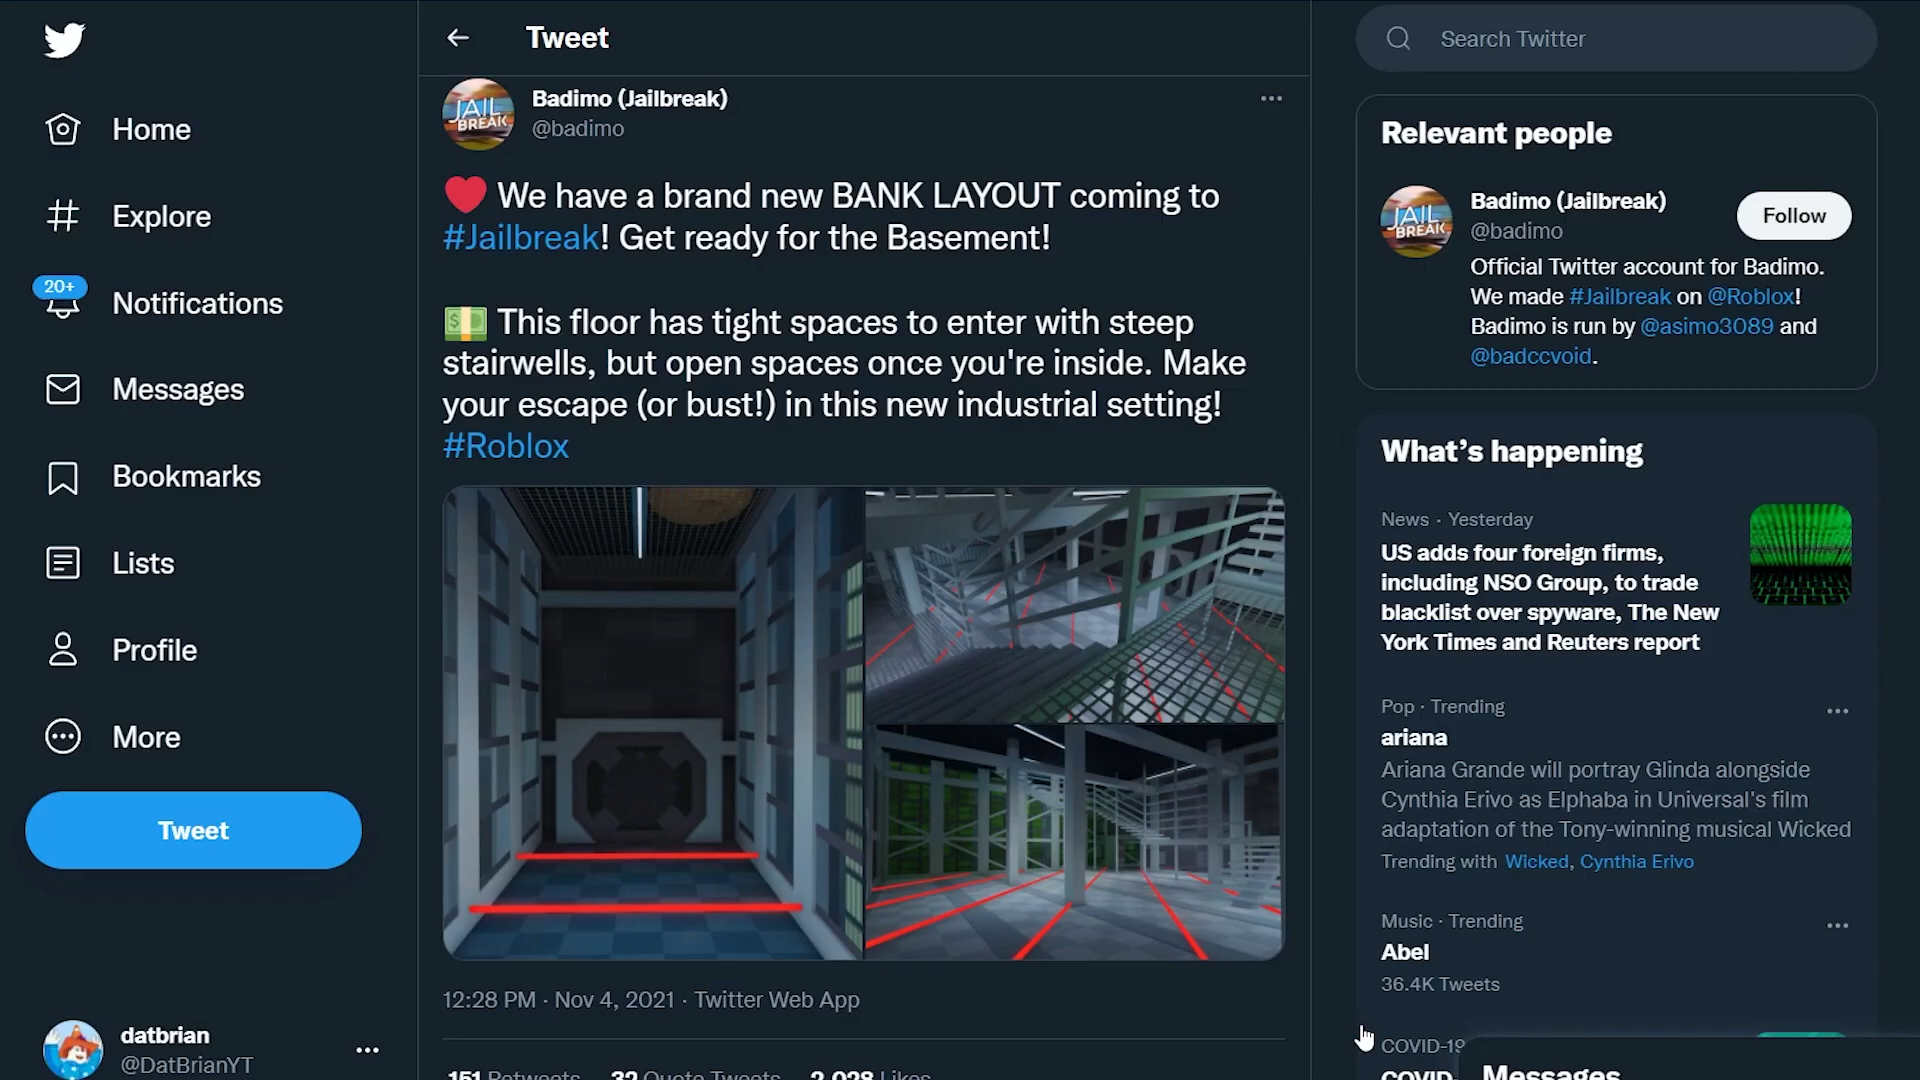 Home
Explore
20+
Notifications
Messages
Bookmarks
Lists
Profile
More
Tweet
datbrian
@DatBrianYT
Tweet
JAIL
BREAK
Badimo (Jailbreak)
@badimo
We have a brand new BANK LAYOUT coming to
#Jailbreak! Get ready for the Basement!
This floor has tight spaces to enter with steep
stairwells, but open spaces once you're inside. Make
your escape (or bust!) in this new industrial setting!
#Roblox
12:28 PM · Nov 4, 2021 · Twitter Web App
151 Retweets 32 Quote Tweets 2,028 Likes
Search Twitter
Relevant people
JAIL
BREAK
Badimo (Jailbreak)
@badimo
Follow
Official Twitter account for Badimo.
We made #Jailbreak on @Roblox!
Badimo is run by @asimo3089 and
@badccvoid.
What's happening
News · Yesterday
US adds four foreign firms,
including NSO Group, to trade
blacklist over spyware, The New
York Times and Reuters report
Pop · Trending
ariana
Ariana Grande will portray Glinda alongside
Cynthia Erivo as Elphaba in Universal's film
adaptation of the Tony-winning musical Wicked
Trending with Wicked, Cynthia Erivo
Music · Trending
Abel
36.4K Tweets
COVID-19
COVID
Messages